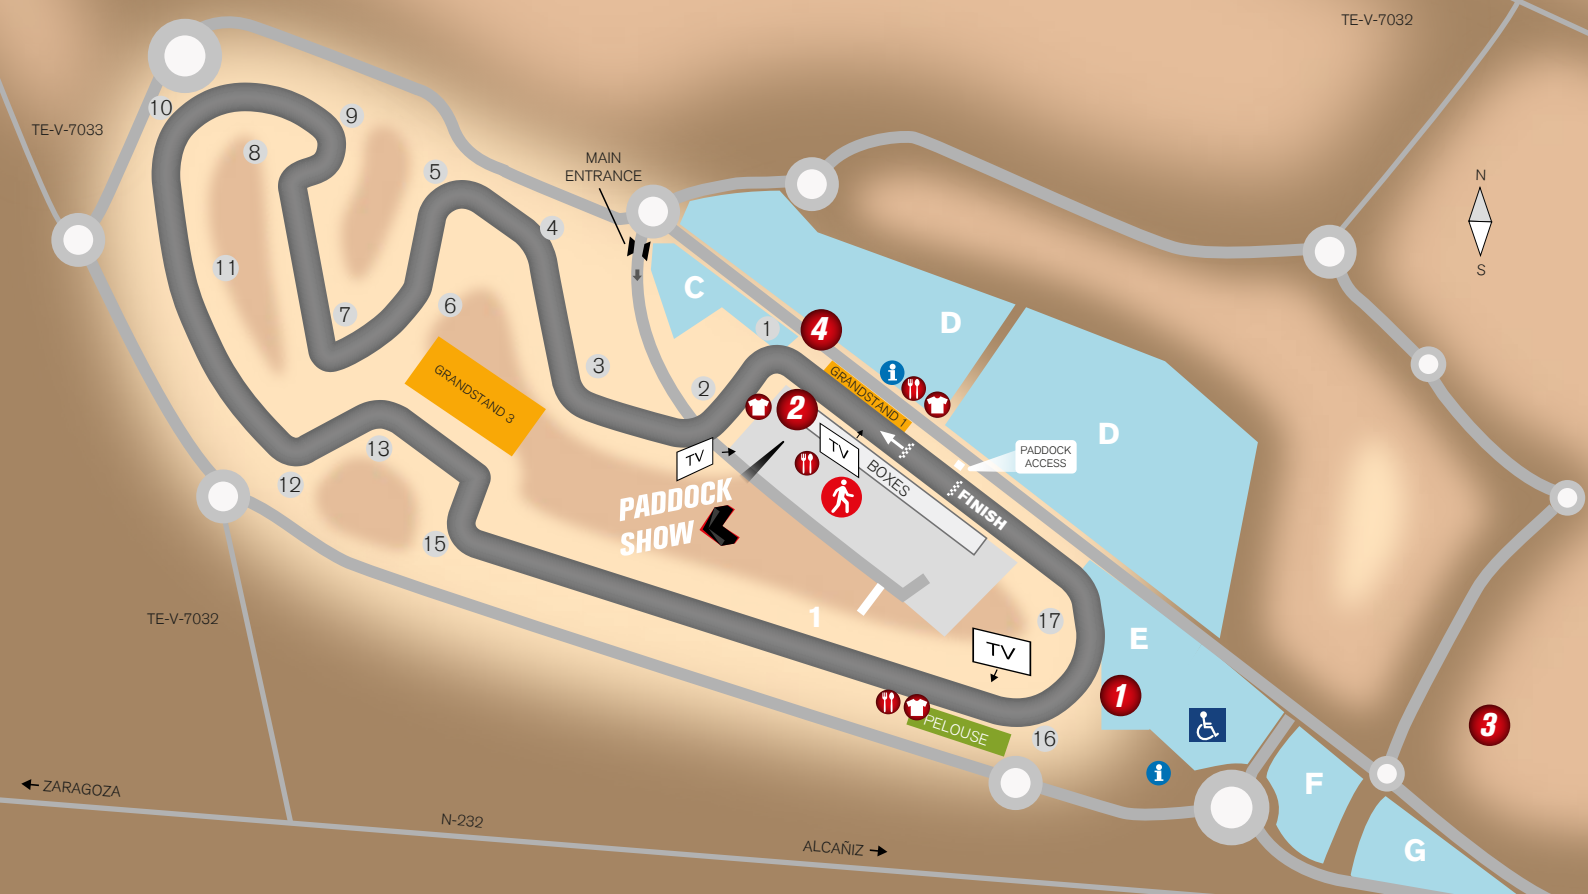 TE-V-7032
10
9
TE-V-7033
8
5
MAIN
ENTRANCE
N
S
4
11
C
6
7
1
4
D
3
2
GRANDSTAND 3
GRANDSTAND 1
2
D
13
TV
TV
BOXES
PADDOCK
ACCESS
12
PADDOCK
SHOW
FINISH
15
TE-V-7032
1
17
E
TV
1
3
PELOUSE
16
F
ZARAGOZA
N-232
ALCAÑIZ
G